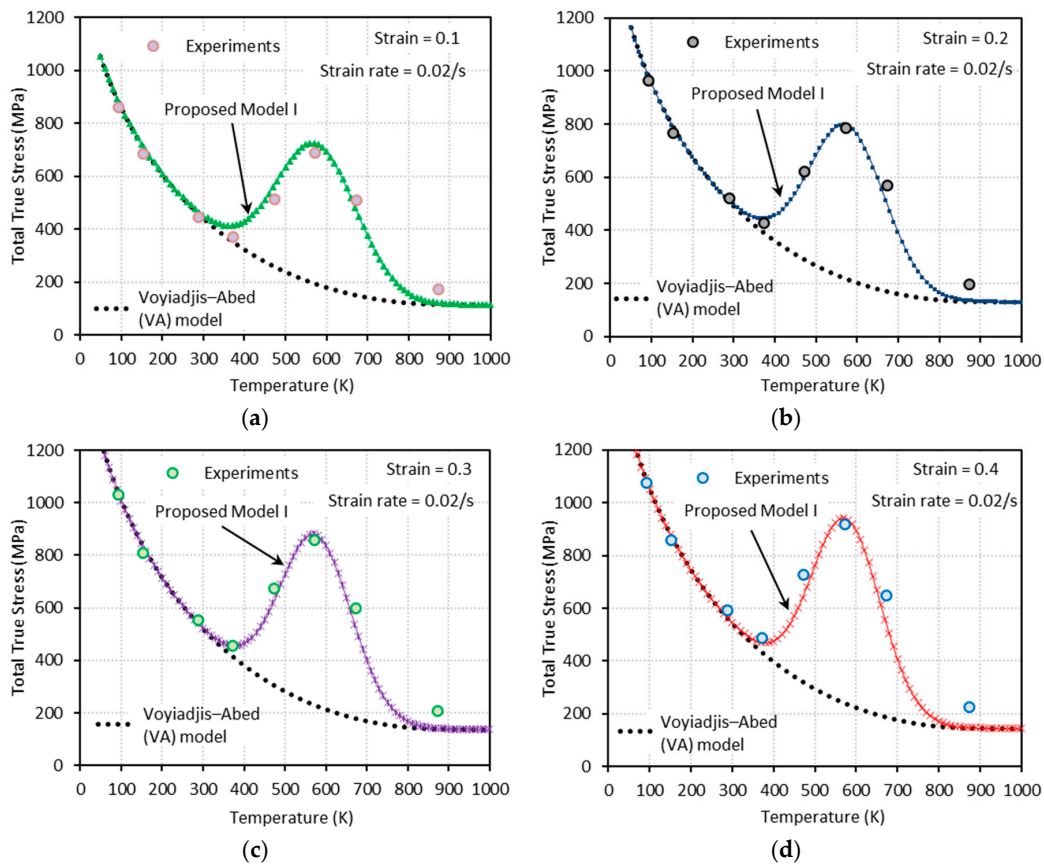 1200
1000
800
600
400
200
0
Total True Stress (MPa)
Experiments
Strain = 0.1
Strain rate = 0.02/s
Proposed Model I
Voyiadjis–Abed
(VA) model
0 100 200 300 400 500 600 700 800 900 1000
Temperature (K)
(a)
1200
1000
800
600
400
200
0
Total True Stress (MPa)
Experiments
Strain = 0.2
Strain rate = 0.02/s
Proposed Model I
Voyiadjis–Abed
(VA) model
0 100 200 300 400 500 600 700 800 900 1000
Temperature (K)
(b)
1200
1000
800
600
400
200
0
Total True Stress (MPa)
Experiments
Strain = 0.3
Strain rate = 0.02/s
Proposed Model I
Voyiadjis–Abed
(VA) model
0 100 200 300 400 500 600 700 800 900 1000
Temperature (K)
(c)
1200
1000
800
600
400
200
0
Total True Stress (MPa)
Experiments
Strain = 0.4
Strain rate = 0.02/s
Proposed Model I
Voyiadjis–Abed
(VA) model
0 100 200 300 400 500 600 700 800 900 1000
Temperature (K)
(d)